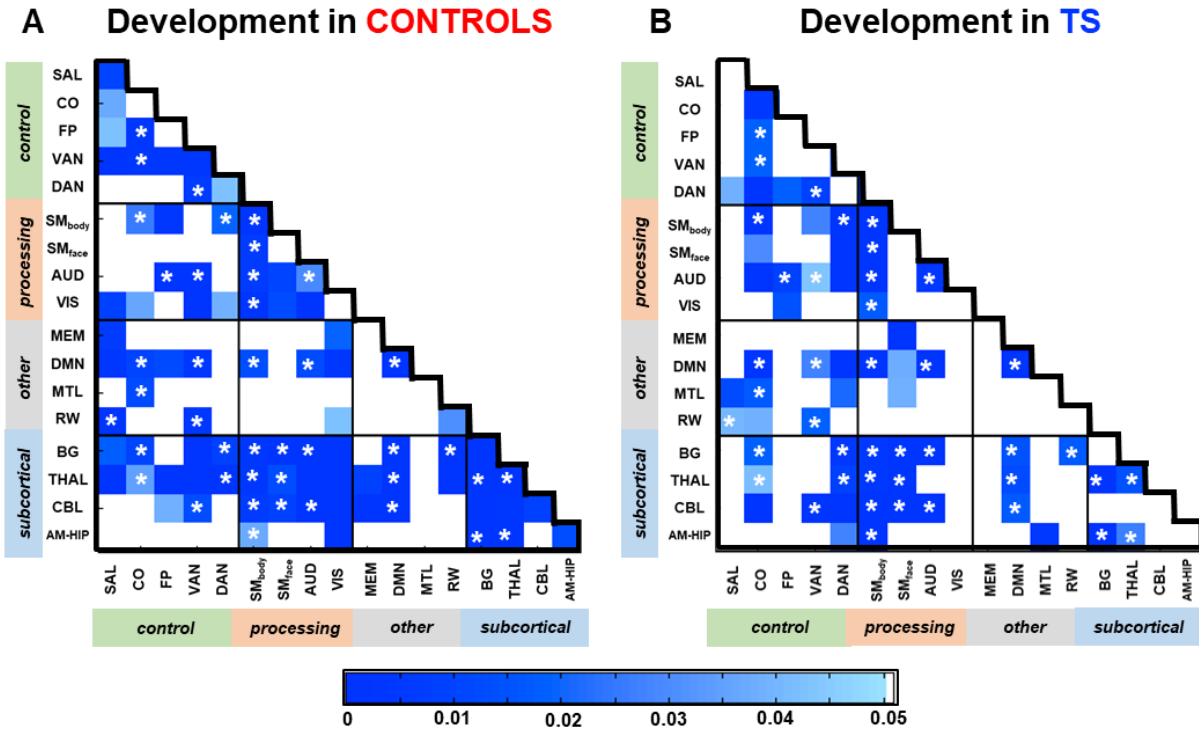 A Development in CONTROLS
B Development in TS
control
processing
other
subcortical
SAL
CO
FP
VAN
DAN
SMbody
SMface
AUD
VIS
MEM
DMN
MTL
RW
BG
THAL
CBL
AM-HIP
SAL
CO
FP
VAN
DAN
SMbody
SMface
AUD
VIS
MEM
DMN
MTL
RW
BG
THAL
CBL
AM-HIP
control
processing
other
subcortical
control
processing
other
subcortical
SAL
CO
FP
VAN
DAN
SMbody
SMface
AUD
VIS
MEM
DMN
MTL
RW
BG
THAL
CBL
AM-HIP
SAL
CO
FP
VAN
DAN
SMbody
SMface
AUD
VIS
MEM
DMN
MTL
RW
BG
THAL
CBL
AM-HIP
control
processing
other
subcortical
0 0.01 0.02 0.03 0.04 0.05